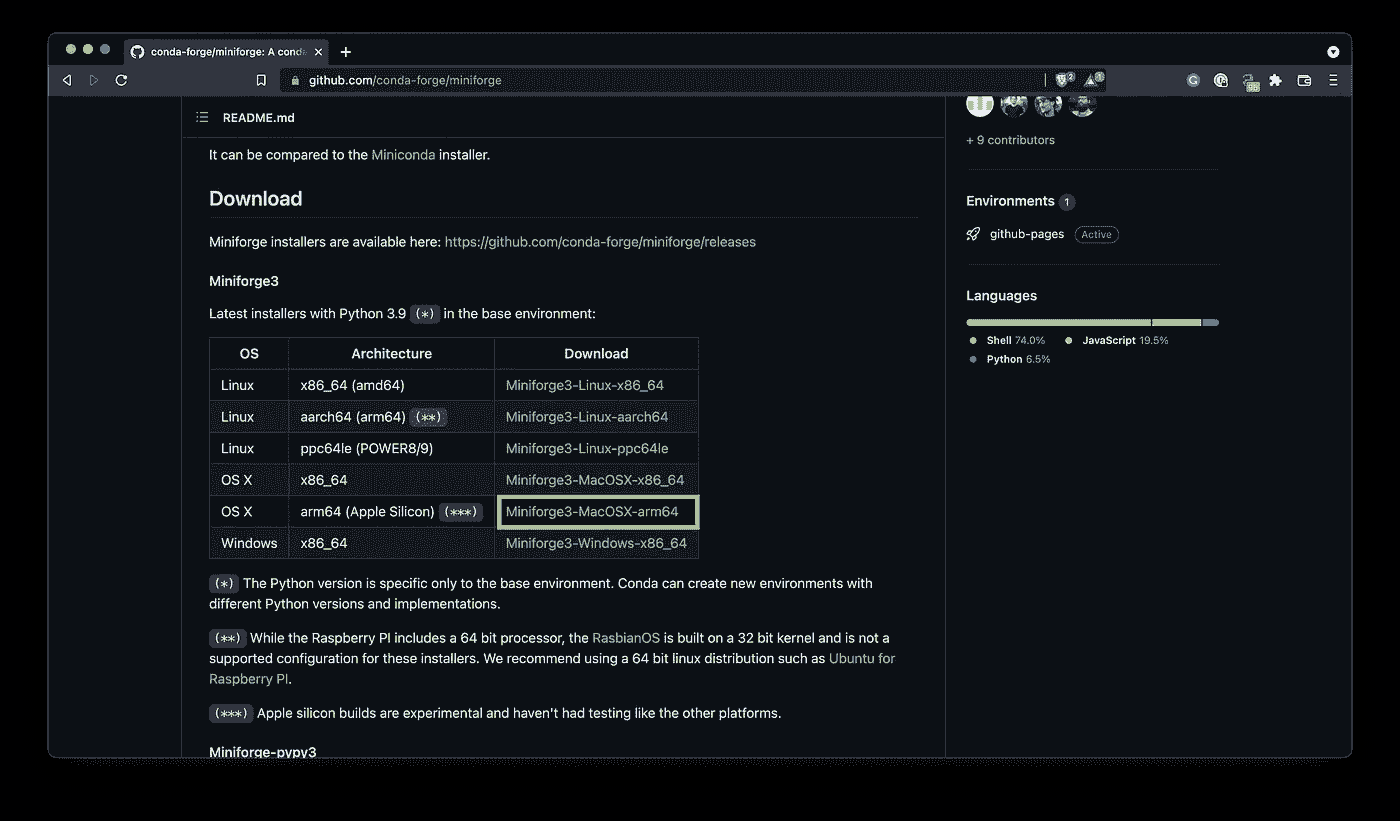 conda-forge/miniforge: A conda
github.com/conda-forge/miniforge
README.md
It can be compared to the Miniconda installer.
Download
Miniforge installers are available here: https://github.com/conda-forge/miniforge/releases
Miniforge3
Latest installers with Python 3.9 (*) in the base environment:
OS Architecture Download
Linux x86_64 (amd64) Miniforge3-Linux-x86_64
Linux aarch64 (arm64) (**) Miniforge3-Linux-aarch64
Linux ppc64le (POWER8/9) Miniforge3-Linux-ppc64le
OS X x86_64 Miniforge3-MacOSX-x86_64
OS X arm64 (Apple Silicon) (***) Miniforge3-MacOSX-arm64
Windows x86_64 Miniforge3-Windows-x86_64
(*) The Python version is specific only to the base environment. Conda can create new environments with
different Python versions and implementations.
(**) While the Raspberry PI includes a 64 bit processor, the RasbianOS is built on a 32 bit kernel and is not a
supported configuration for these installers. We recommend using a 64 bit linux distribution such as Ubuntu for
Raspberry PI.
(***) Apple silicon builds are experimental and haven't had testing like the other platforms.
Miniforge-pypy3
+ 9 contributors
Environments 1
github-pages Active
Languages
Shell 74.0% JavaScript 19.5%
Python 6.5%